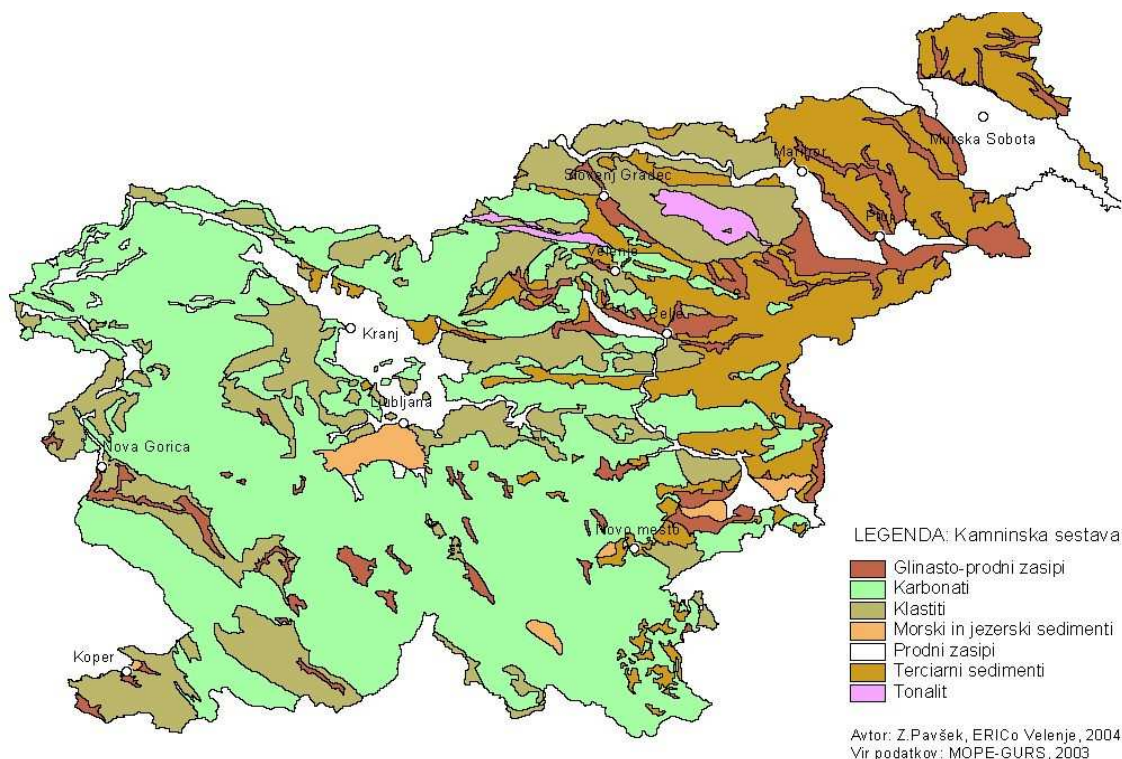 Murska Sobota
Maribor
Slovenj Gradec
Ptuj
Velenje
Celje
Kranj
Ljubljana
Nova Gorica
Novo mesto
Koper
LEGENDA: Kamninska sestava
Glinasto-prodni zasipi
Karbonati
Klastiti
Morski in jezerski sedimenti
Prodni zasipi
Terciarni sedimenti
Tonalit
Avtor: Z.Pavšek, ERICo Velenje, 2004
Vir podatkov: MOPE-GURS, 2003